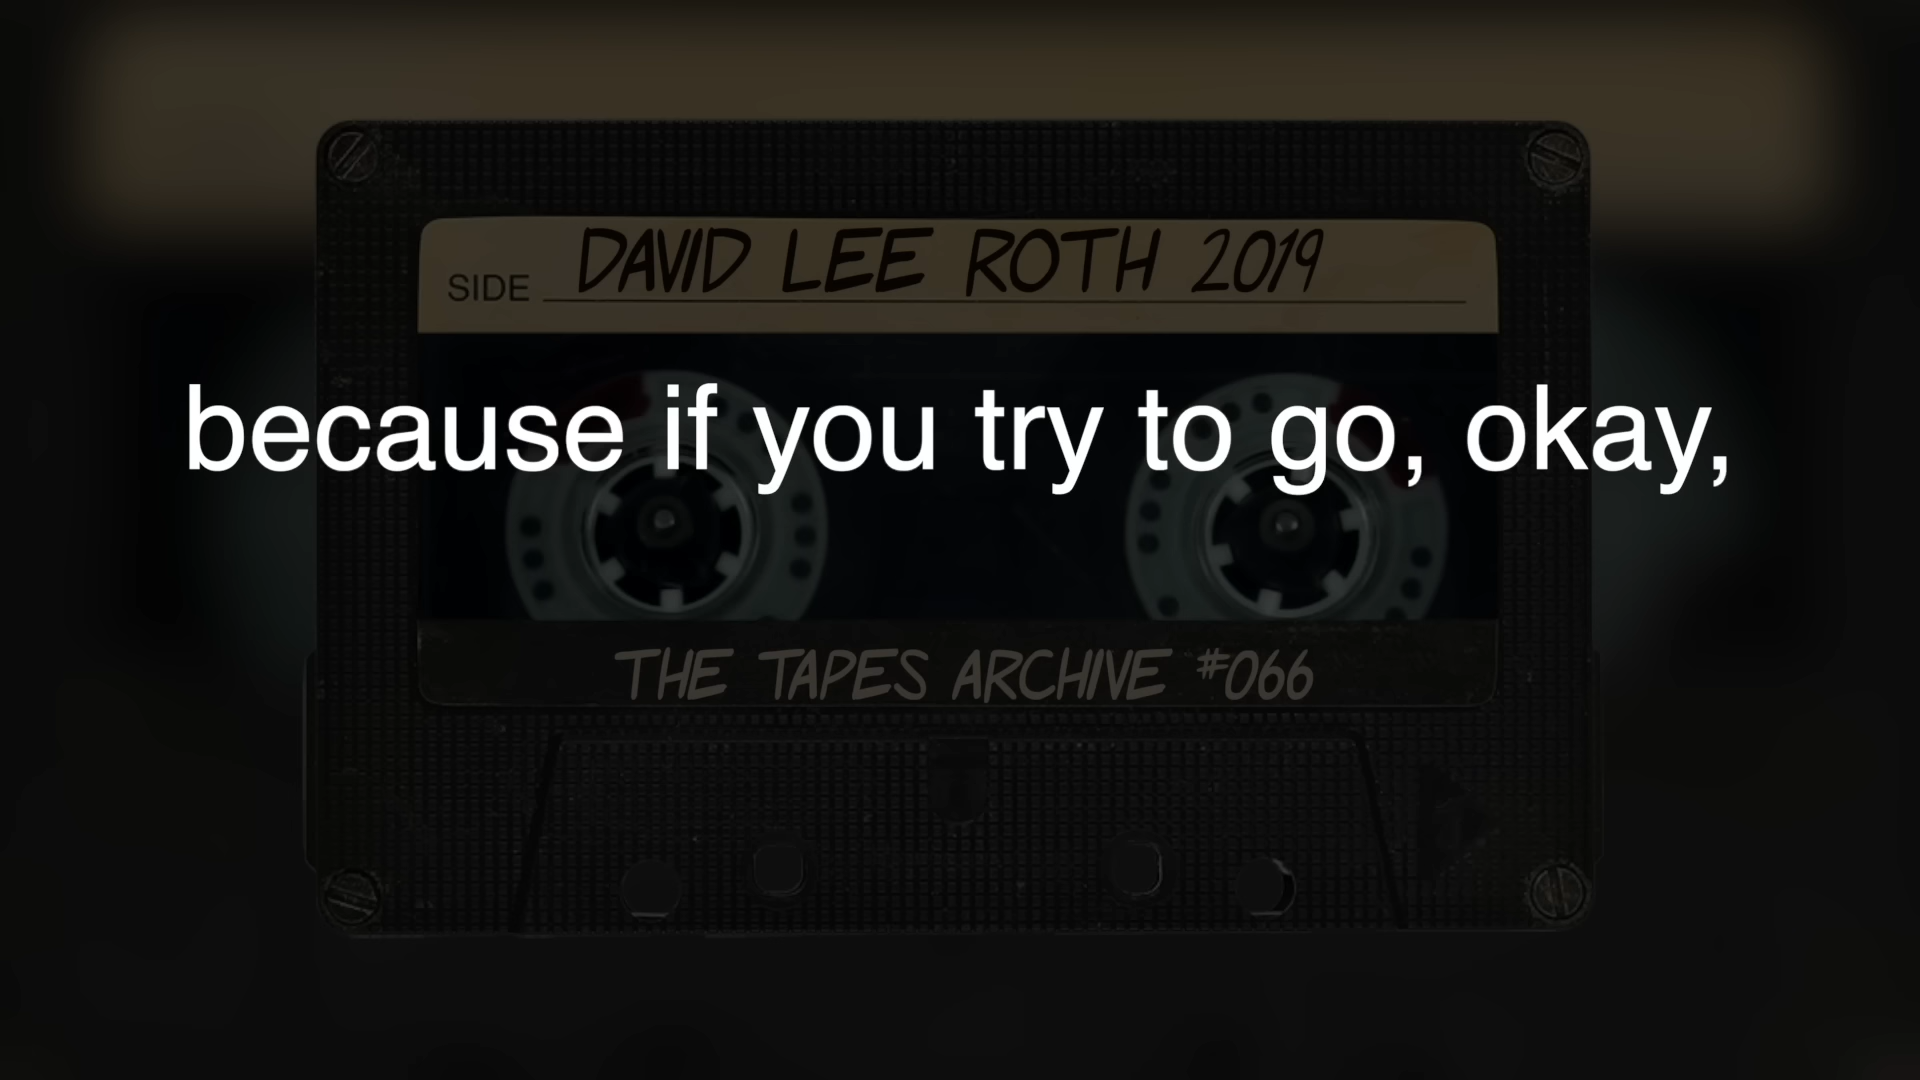 DAVID LEE ROTH 2019
SIDE
because if you try to go, okay,
THE TAPES ARCHIVE #066